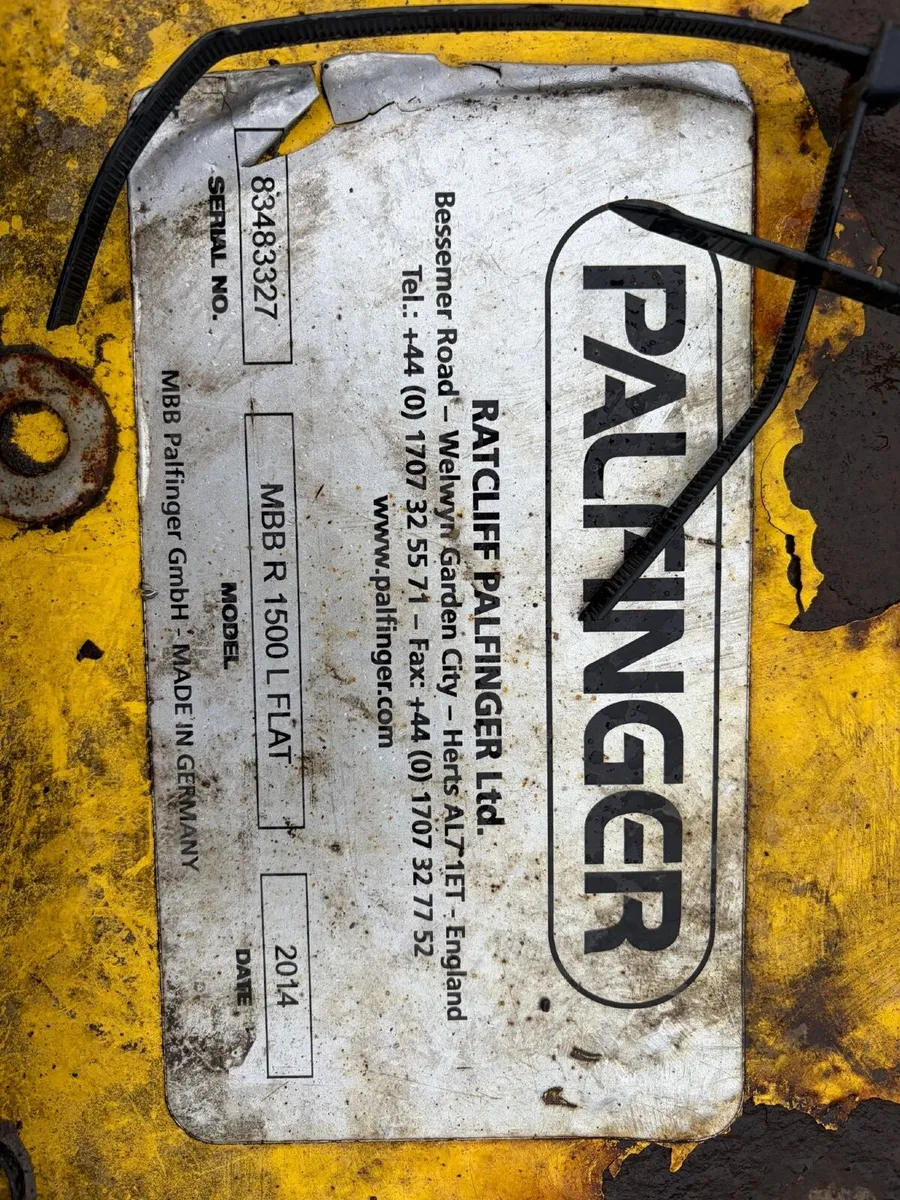 PALFINGER
RATCLIFF PALFINGER Ltd.
Bessemer Road – Welwyn Garden City – Herts AL7 1ET - England
Tel.: +44 (0) 1707 32 55 71 – Fax: +44 (0) 1707 32 77 52
www.palfinger.com
83483327 MBB R 1500 L FLAT 2014
SERIAL NO. MODEL DATE
MBB Palfinger GmbH - MADE IN GERMANY